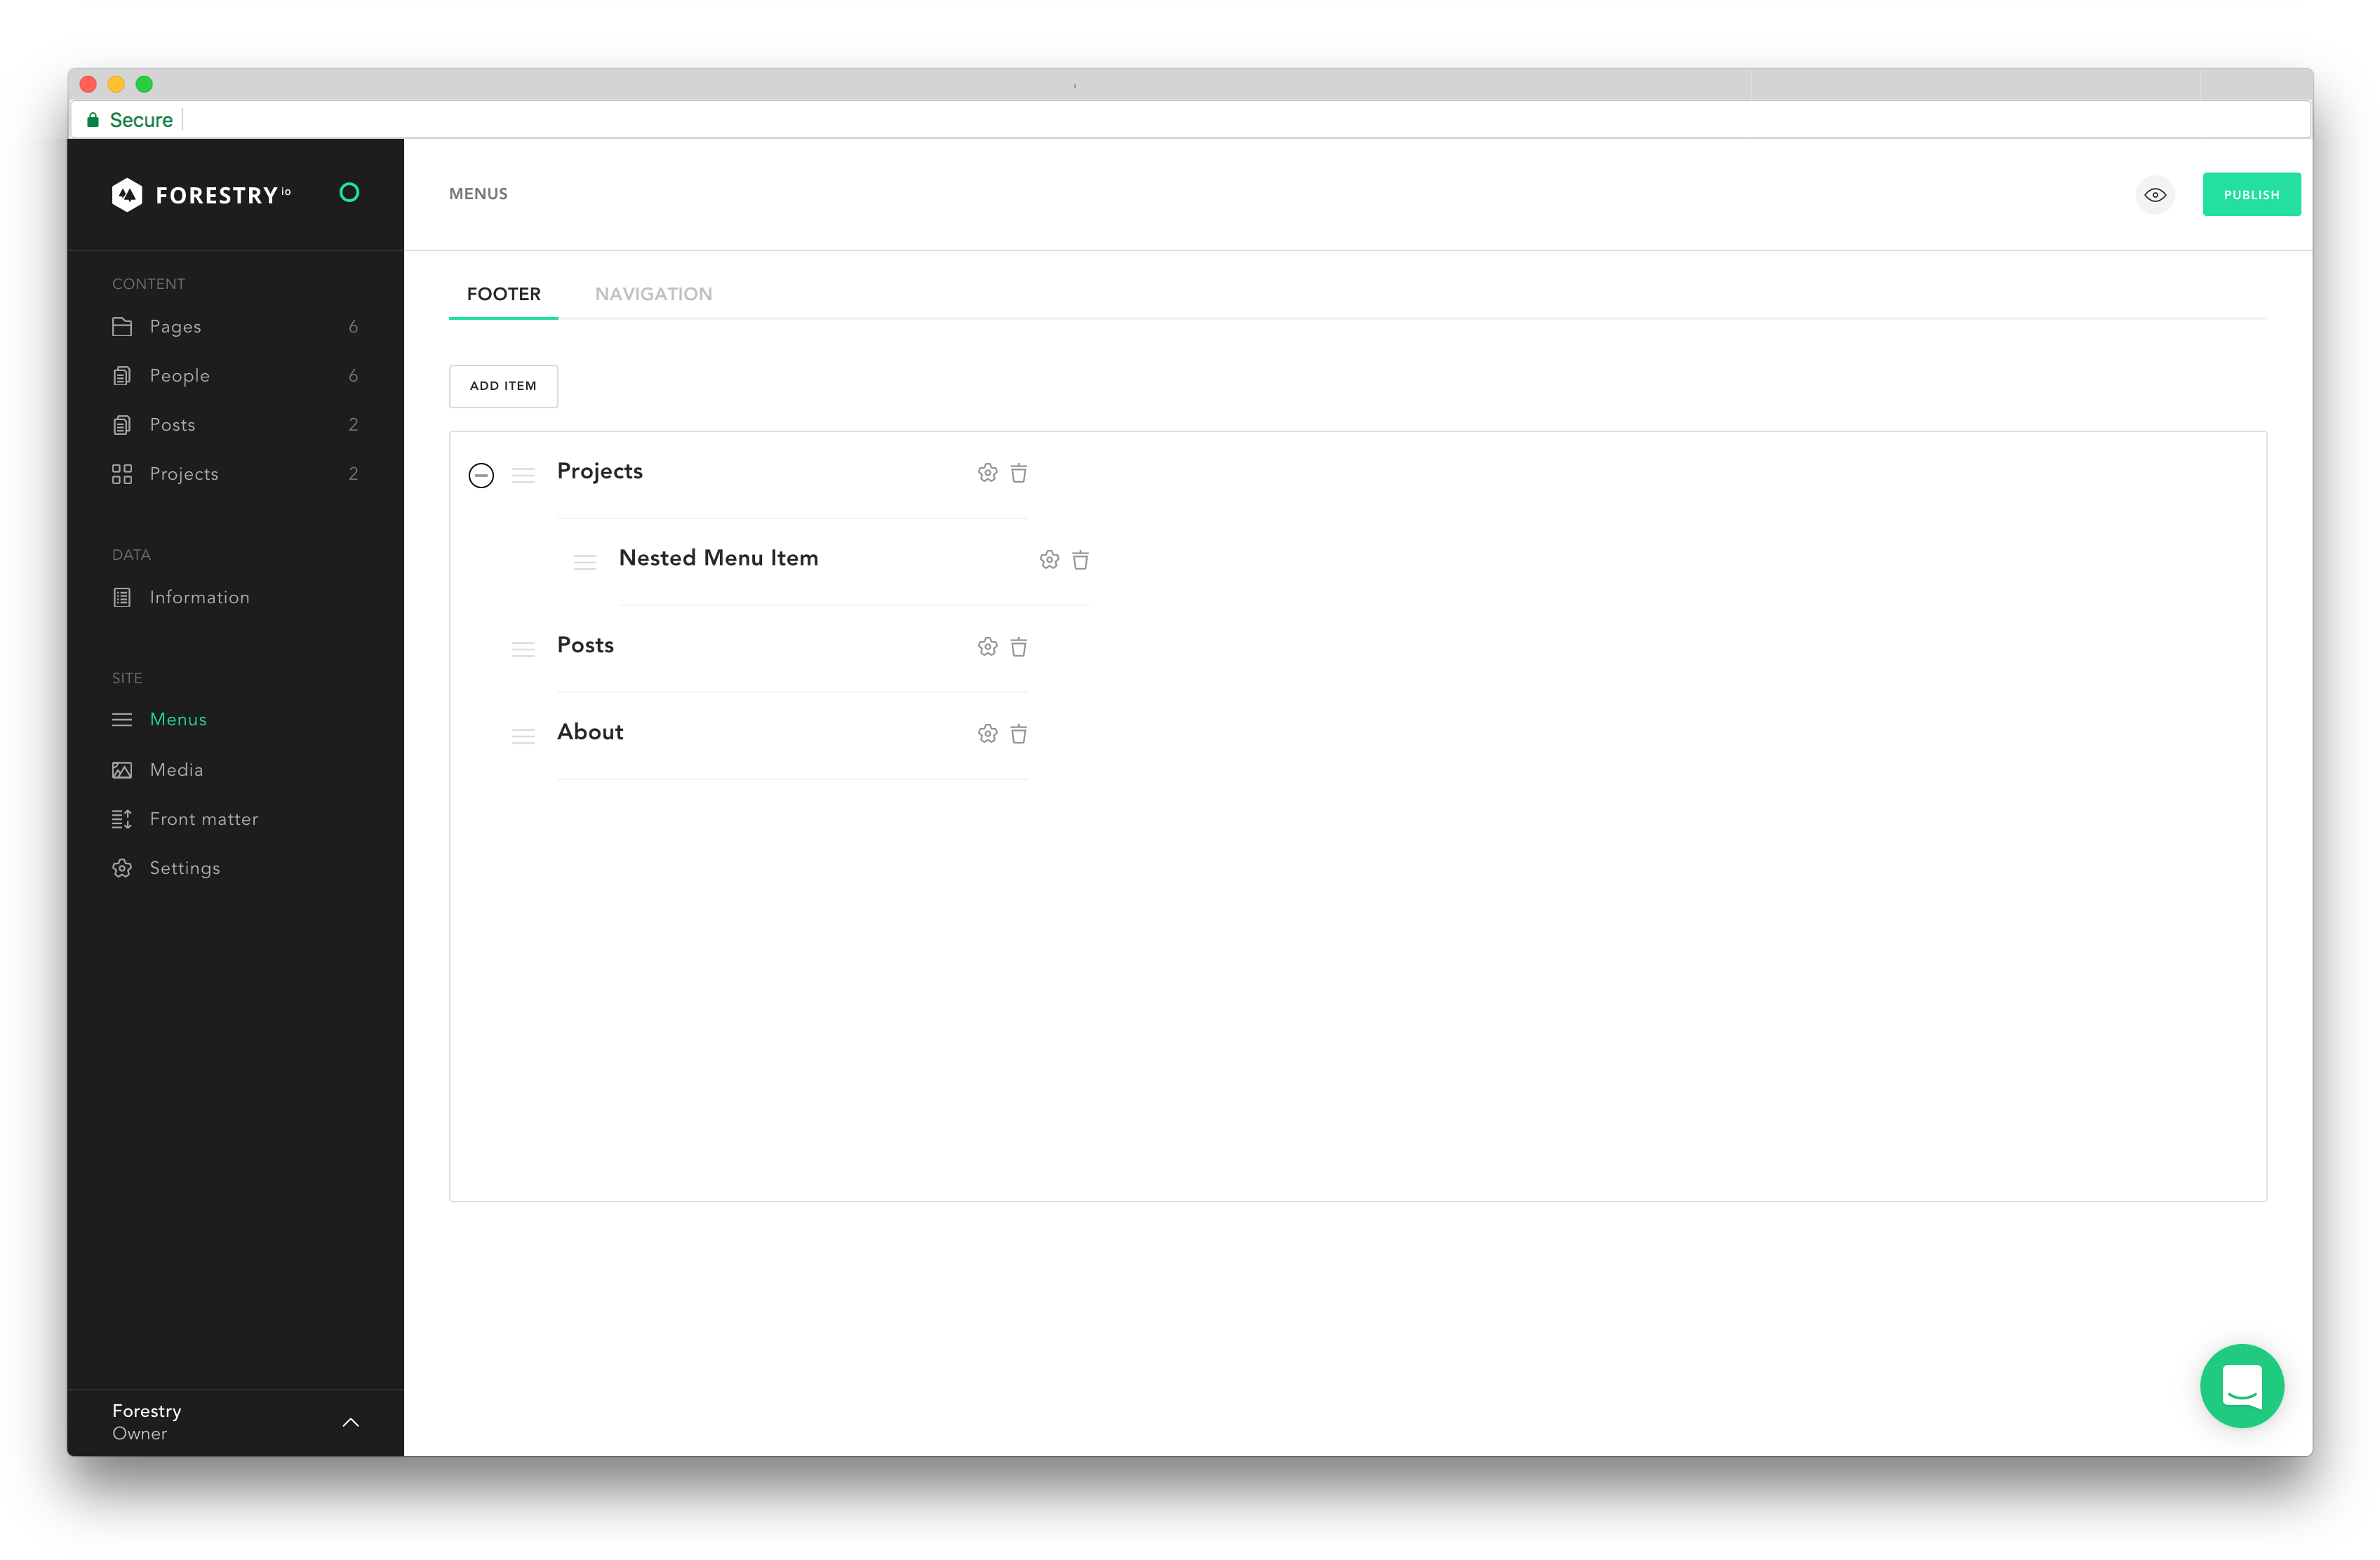 Secure
FORESTRY io
MENUS
PUBLISH
CONTENT
Pages 6
People 6
Posts 2
Projects 2
DATA
Information
SITE
Menus
Media
Front matter
Settings
Forestry
Owner
FOOTER NAVIGATION
ADD ITEM
Projects
Nested Menu Item
Posts
About